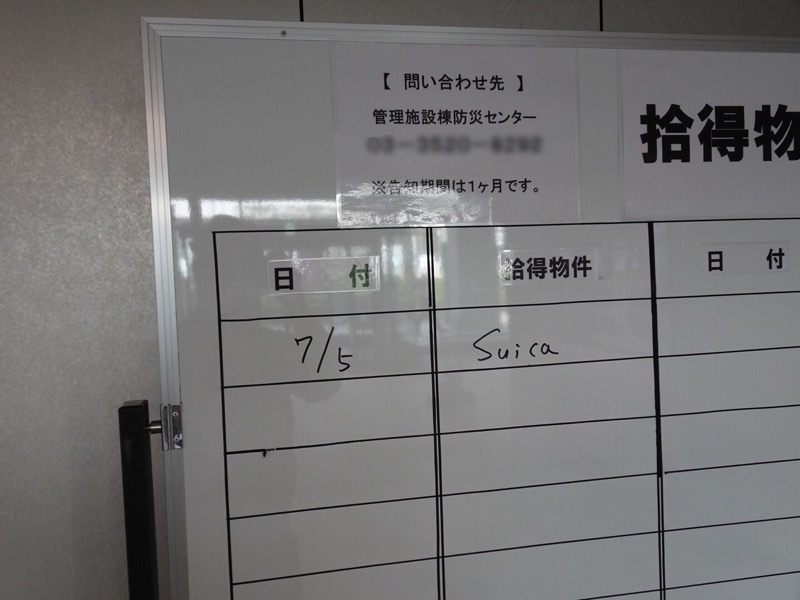 【 問い合わせ先 】
管理施設棟防災センター
※告知期間は1ヶ月です。
拾得物
日 付
拾得物件
日 付
7/5
Suica